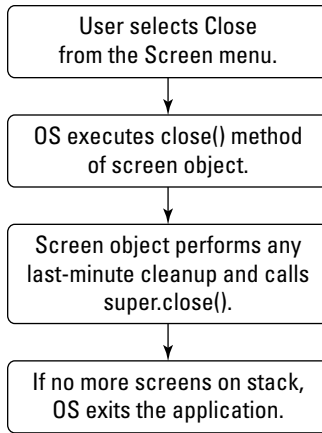 User selects Close
from the Screen menu.
OS executes close() method
of screen object.
Screen object performs any
last-minute cleanup and calls
super.close().
If no more screens on stack,
OS exits the application.